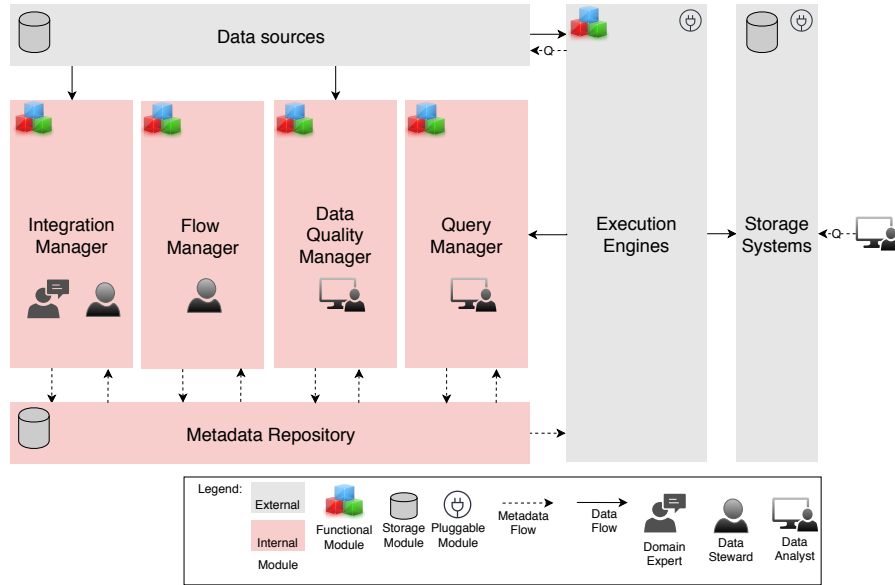 Data sources
Q
Integration
Manager
Flow
Manager
Data
Quality
Manager
Query
Manager
Execution
Engines
Storage
Systems
Q
Metadata Repository
Legend:
External
Internal
Module
Functional
Module
Storage
Module
Pluggable
Module
Metadata
Flow
Data
Flow
Domain
Expert
Data
Steward
Data
Analyst